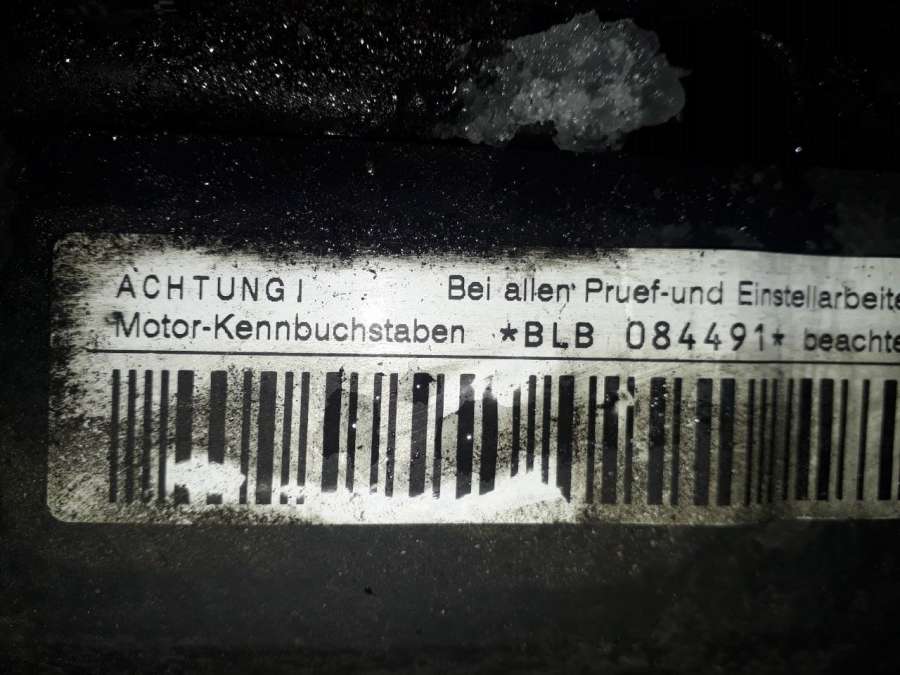 ACHTUNG! Bei allen Pruef-und Einstellarbeite
Motor-Kennbuchstaben *BLB 084491* beachte